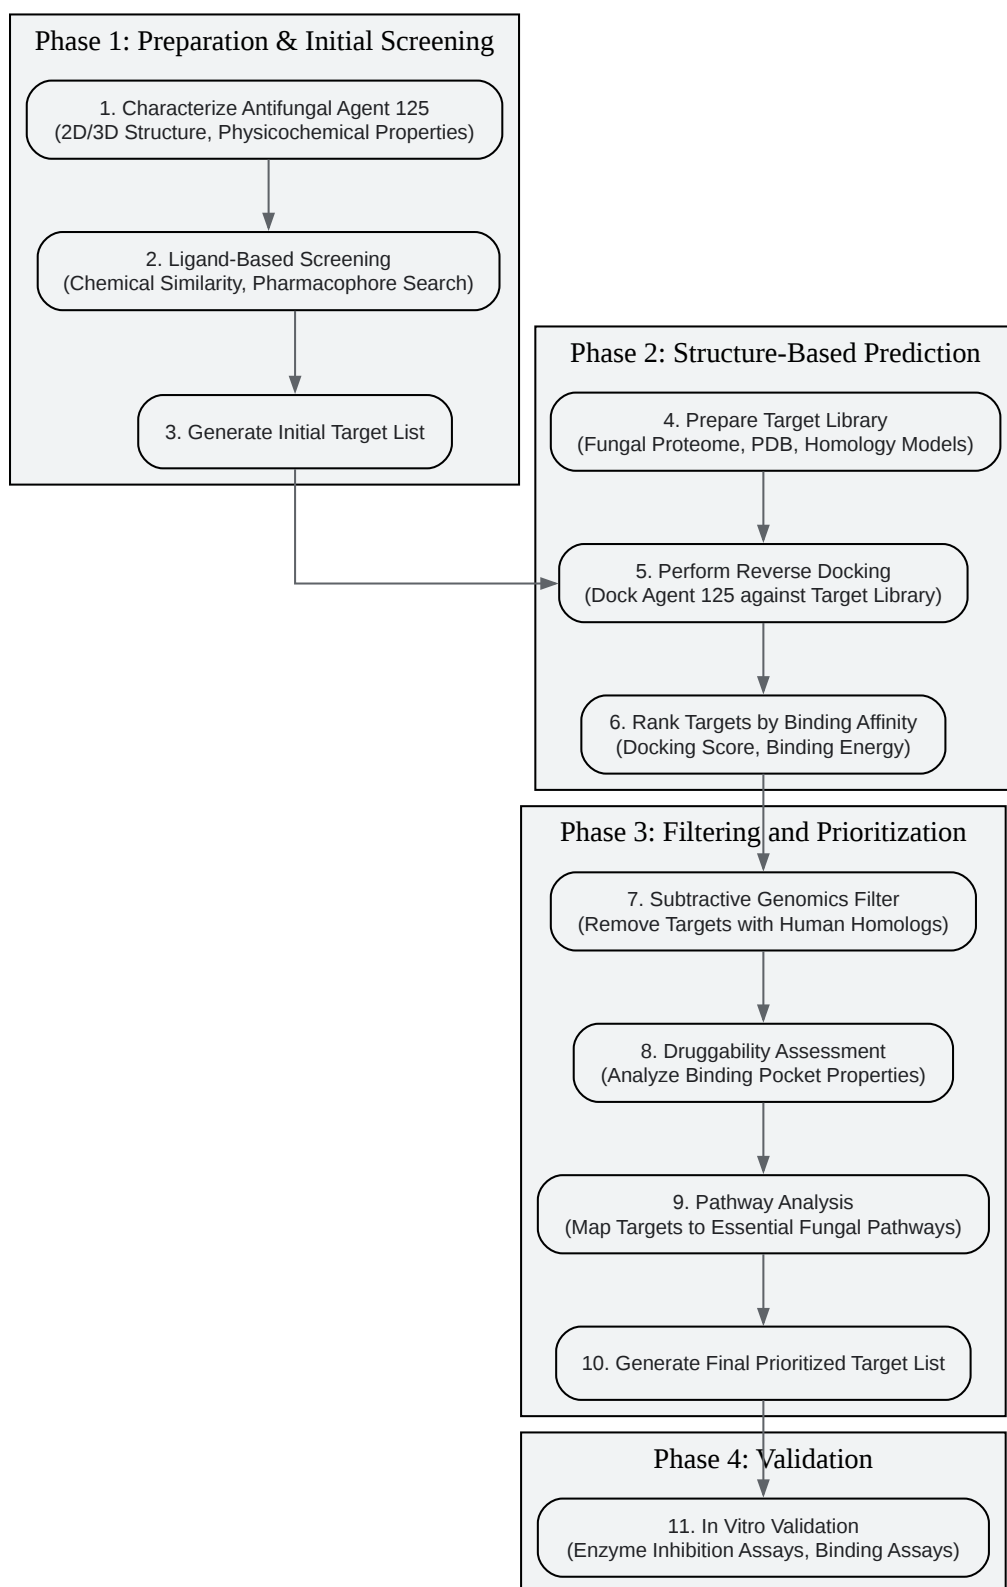 Phase 1: Preparation & Initial Screening
1. Characterize Antifungal Agent 125
(2D/3D Structure, Physicochemical Properties)
2. Ligand-Based Screening
(Chemical Similarity, Pharmacophore Search)
3. Generate Initial Target List
Phase 2: Structure-Based Prediction
4. Prepare Target Library
(Fungal Proteome, PDB, Homology Models)
5. Perform Reverse Docking
(Dock Agent 125 against Target Library)
6. Rank Targets by Binding Affinity
(Docking Score, Binding Energy)
Phase 3: Filtering and Prioritization
7. Subtractive Genomics Filter
(Remove Targets with Human Homologs)
8. Druggability Assessment
(Analyze Binding Pocket Properties)
9. Pathway Analysis
(Map Targets to Essential Fungal Pathways)
10. Generate Final Prioritized Target List
Phase 4: Validation
11. In Vitro Validation
(Enzyme Inhibition Assays, Binding Assays)